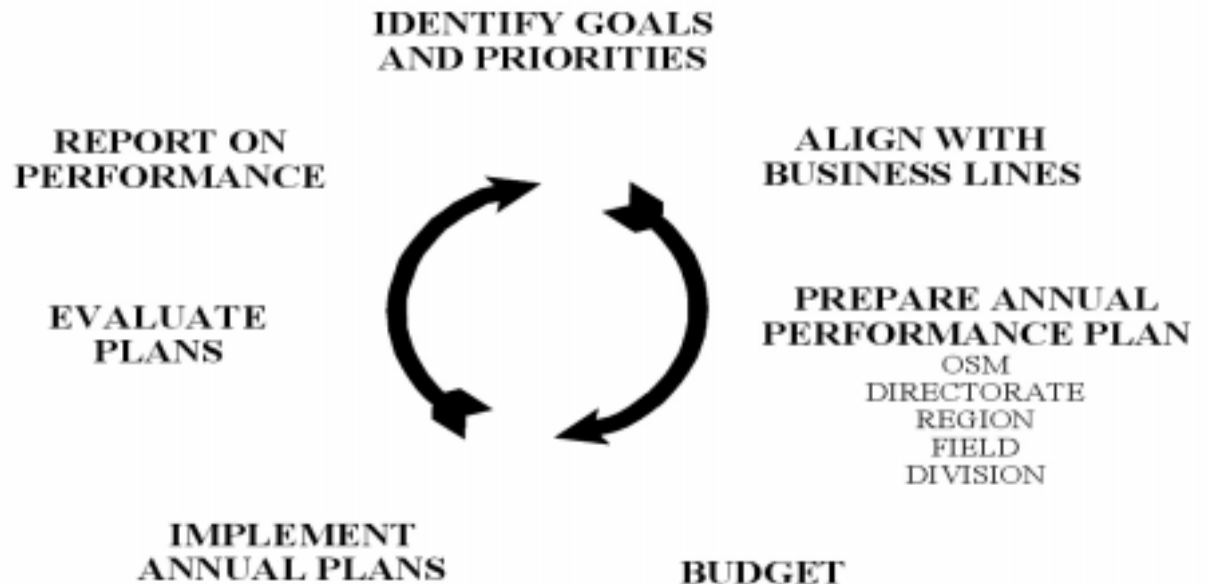 IDENTIFY GOALS
AND PRIORITIES
ALIGN WITH
BUSINESS LINES
PREPARE ANNUAL
PERFORMANCE PLAN
OSM
DIRECTORATE
REGION
FIELD
DIVISION
BUDGET
IMPLEMENT
ANNUAL PLANS
EVALUATE
PLANS
REPORT ON
PERFORMANCE